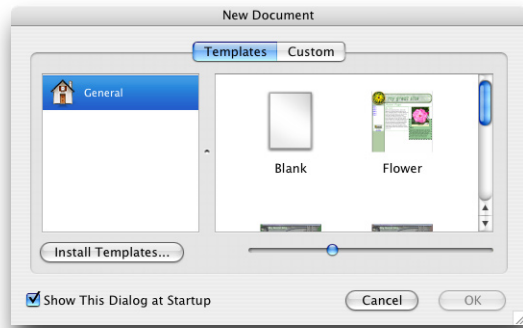 New Document
Templates Custom
General
Blank Flower
Install Templates...
Show This Dialog at Startup
Cancel OK